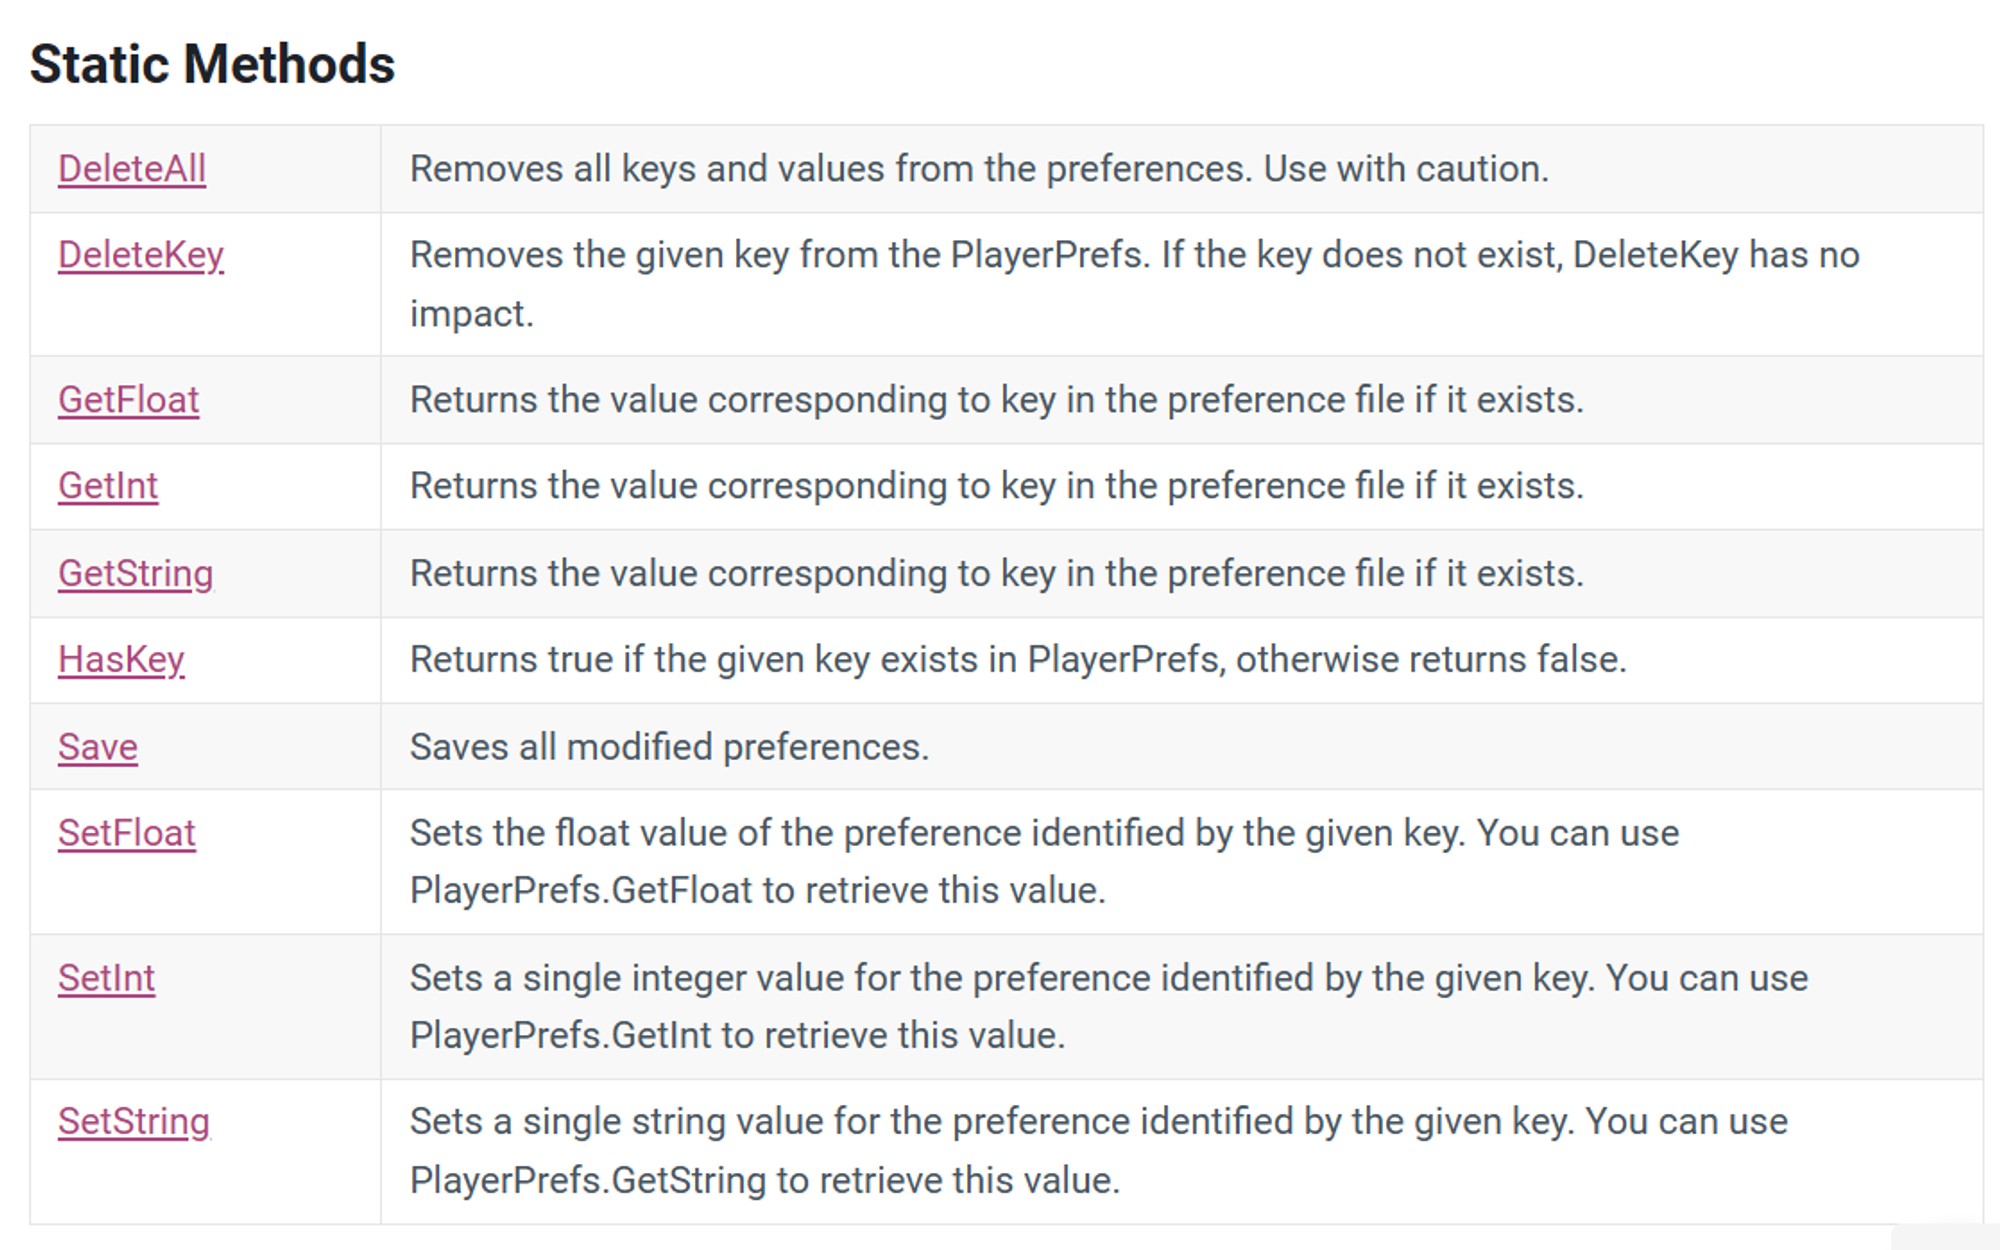 Static Methods
DeleteAll
Removes all keys and values from the preferences. Use with caution.
DeleteKey
Removes the given key from the PlayerPrefs. If the key does not exist, DeleteKey has no
impact.
GetFloat
Returns the value corresponding to key in the preference file if it exists.
GetInt
Returns the value corresponding to key in the preference file if it exists.
GetString
Returns the value corresponding to key in the preference file if it exists.
HasKey
Returns true if the given key exists in PlayerPrefs, otherwise returns false.
Save
Saves all modified preferences.
SetFloat
Sets the float value of the preference identified by the given key. You can use
PlayerPrefs.GetFloat to retrieve this value.
SetInt
Sets a single integer value for the preference identified by the given key. You can use
PlayerPrefs.GetInt to retrieve this value.
SetString
Sets a single string value for the preference identified by the given key. You can use
PlayerPrefs.GetString to retrieve this value.